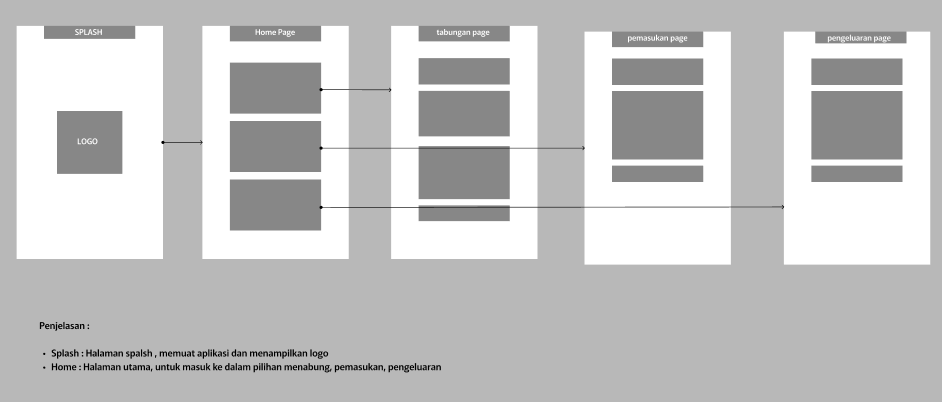 SPLASH
Home Page
tabungan page
pemasukan page
pengeluaran page
LOGO
Penjelasan :
• Splash : Halaman spalsh , memuat aplikasi dan menampilkan logo
• Home : Halaman utama, untuk masuk ke dalam pilihan menabung, pemasukan, pengeluaran